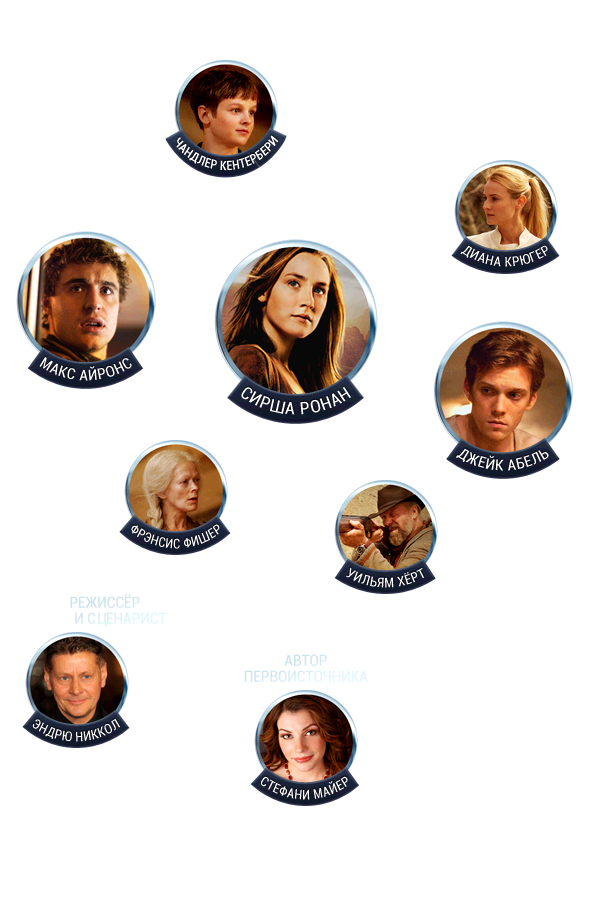 ЧАНДЛЕР КЕНТЕРБЕРИ
ДИАНА КРЮГЕР
МАКС АЙРОНС
СИРША РОНАН
ДЖЕЙК АБЕЛЬ
ФРЭНСИС ФИШЕР
УИЛЬЯМ ХЁРТ
РЕЖИССЁР
И СЦЕНАРИСТ
ЭНДРЮ НИККОЛ
АВТОР
ПЕРВОИСТОЧНИКА
СТЕФАНИ МАЙЕР